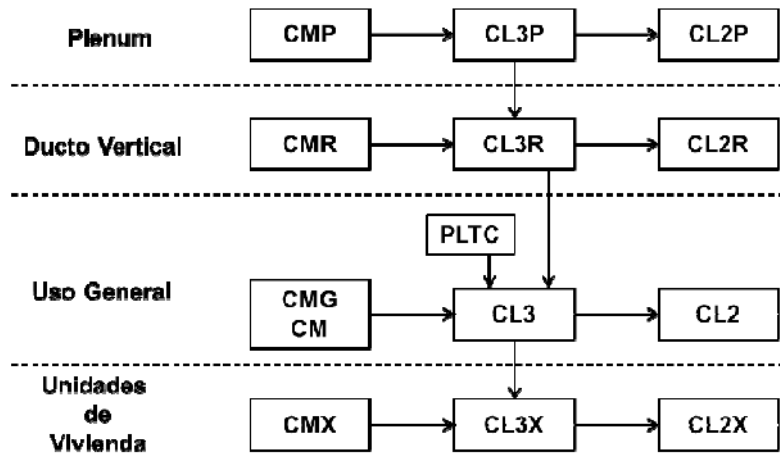 Plenum
CMP
CL3P
CL2P
Ducto Vertical
CMR
CL3R
CL2R
PLTC
Uso General
CMG
CM
CL3
CL2
Unidades
de
Vivienda
CMX
CL3X
CL2X